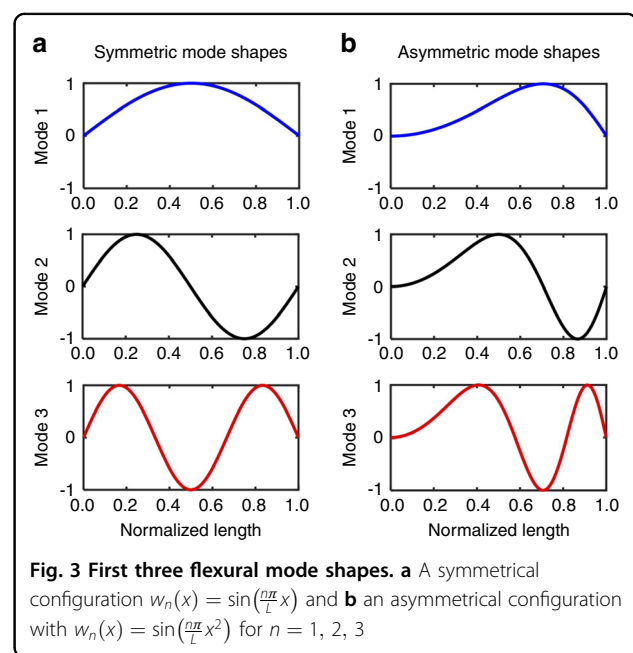 a Symmetric mode shapes
Mode 1
1
0
-1
0.0 0.2 0.4 0.6 0.8 1.0
Mode 2
1
0
-1
0.0 0.2 0.4 0.6 0.8 1.0
Mode 3
1
0
-1
0.0 0.2 0.4 0.6 0.8 1.0
Normalized length
b Asymmetric mode shapes
Mode 1
1
0
-1
0.0 0.2 0.4 0.6 0.8 1.0
Mode 2
1
0
-1
0.0 0.2 0.4 0.6 0.8 1.0
Mode 3
1
0
-1
0.0 0.2 0.4 0.6 0.8 1.0
Normalized length
Fig. 3 First three flexural mode shapes. a A symmetrical
configuration wₙ(x) = sin(nπ/L x) and b an asymmetrical configuration
with wₙ(x) = sin(nπ/L x²) for n = 1, 2, 3